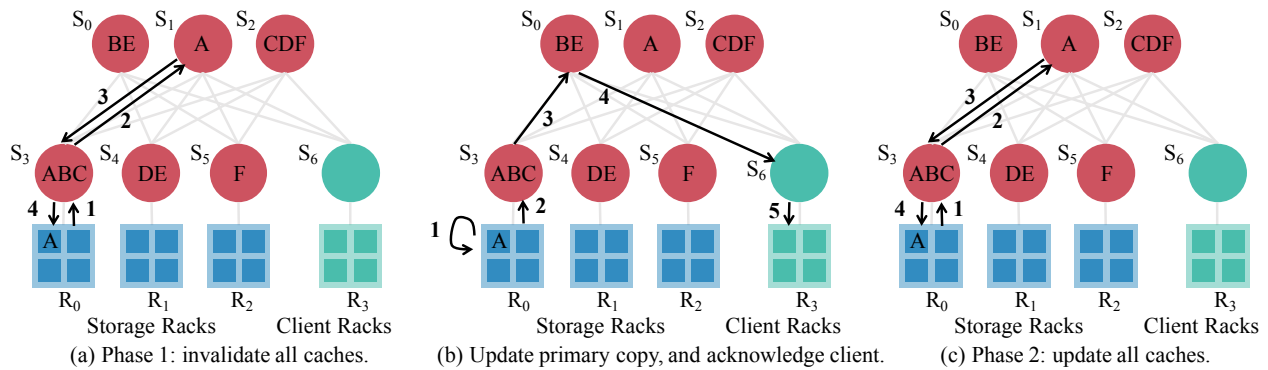 S0 BE S1 A S2 CDF
3
2
S3 ABC S4 DE S5 F S6
4 1
A
R0 R1 R2 R3
Storage Racks Client Racks
(a) Phase 1: invalidate all caches.
S0 BE S1 A S2 CDF
4
3
S3 ABC S4 DE S5 F S6
2 5
1 A
R0 R1 R2 R3
Storage Racks Client Racks
(b) Update primary copy, and acknowledge client.
S0 BE S1 A S2 CDF
3
2
S3 ABC S4 DE S5 F S6
4 1
A
R0 R1 R2 R3
Storage Racks Client Racks
(c) Phase 2: update all caches.